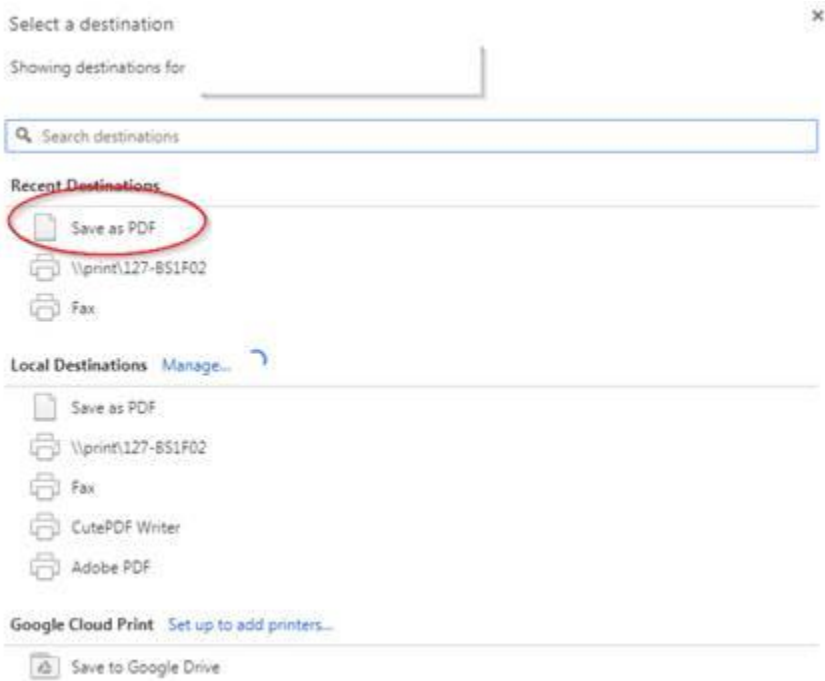 Select a destination
Showing destinations for
Search destinations
Recent Destinations
Save as PDF
\\print\127-BS1F02
Fax
Local Destinations Manage...
Save as PDF
\\print\127-BS1F02
Fax
CutePDF Writer
Adobe PDF
Google Cloud Print Set up to add printers...
Save to Google Drive